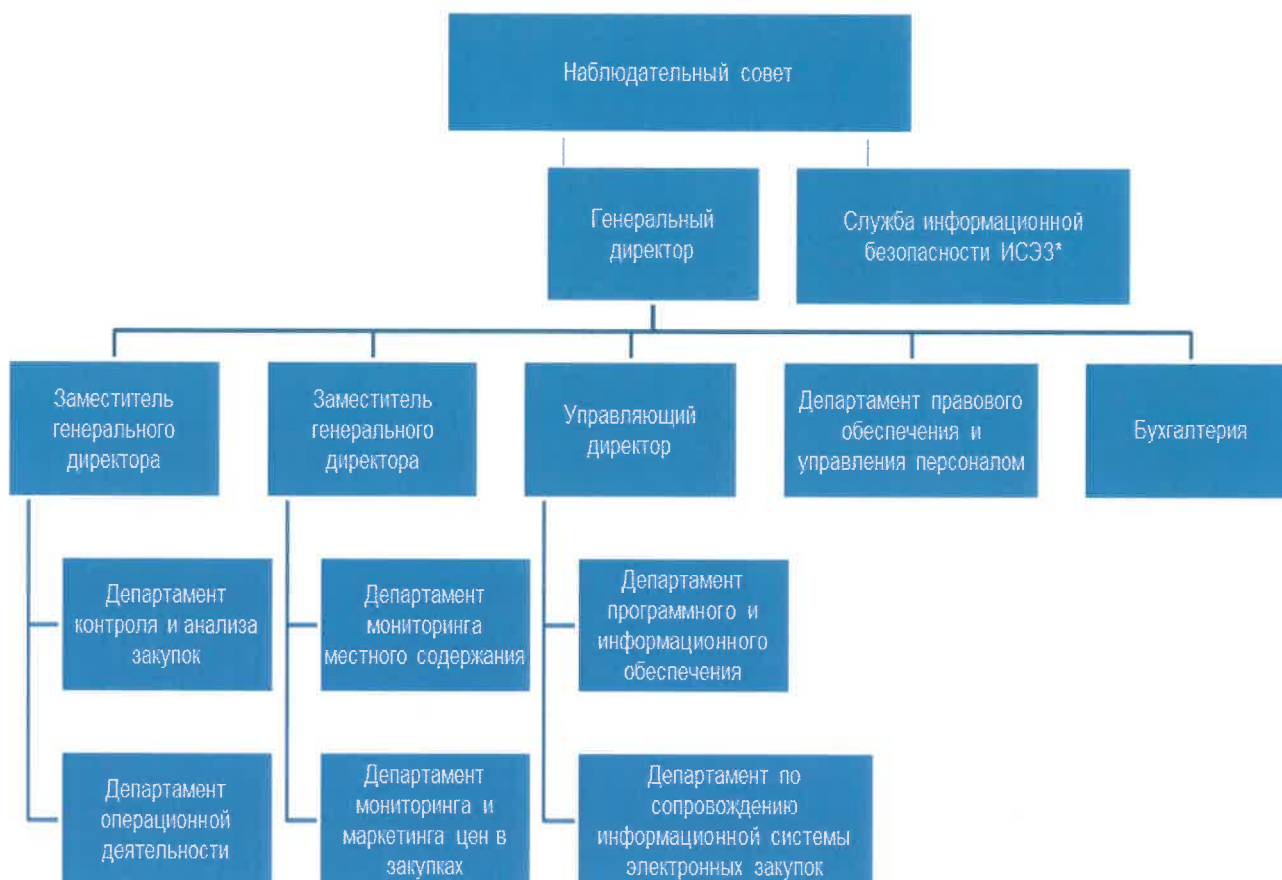 Наблюдательный совет
Генеральный
директор
Служба информационной
безопасности ИСЭЗ*
Заместитель
генерального
директора
Заместитель
генерального
директора
Управляющий
директор
Департамент правового
обеспечения и
управления персоналом
Бухгалтерия
Департамент
контроля и анализа
закупок
Департамент
мониторинга
местного содержания
Департамент
программного и
информационного
обеспечения
Департамент
операционной
деятельности
Департамент
мониторинга и
маркетинга цен в
закупках
Департамент по
сопровождению
информационной системы
электронных закупок